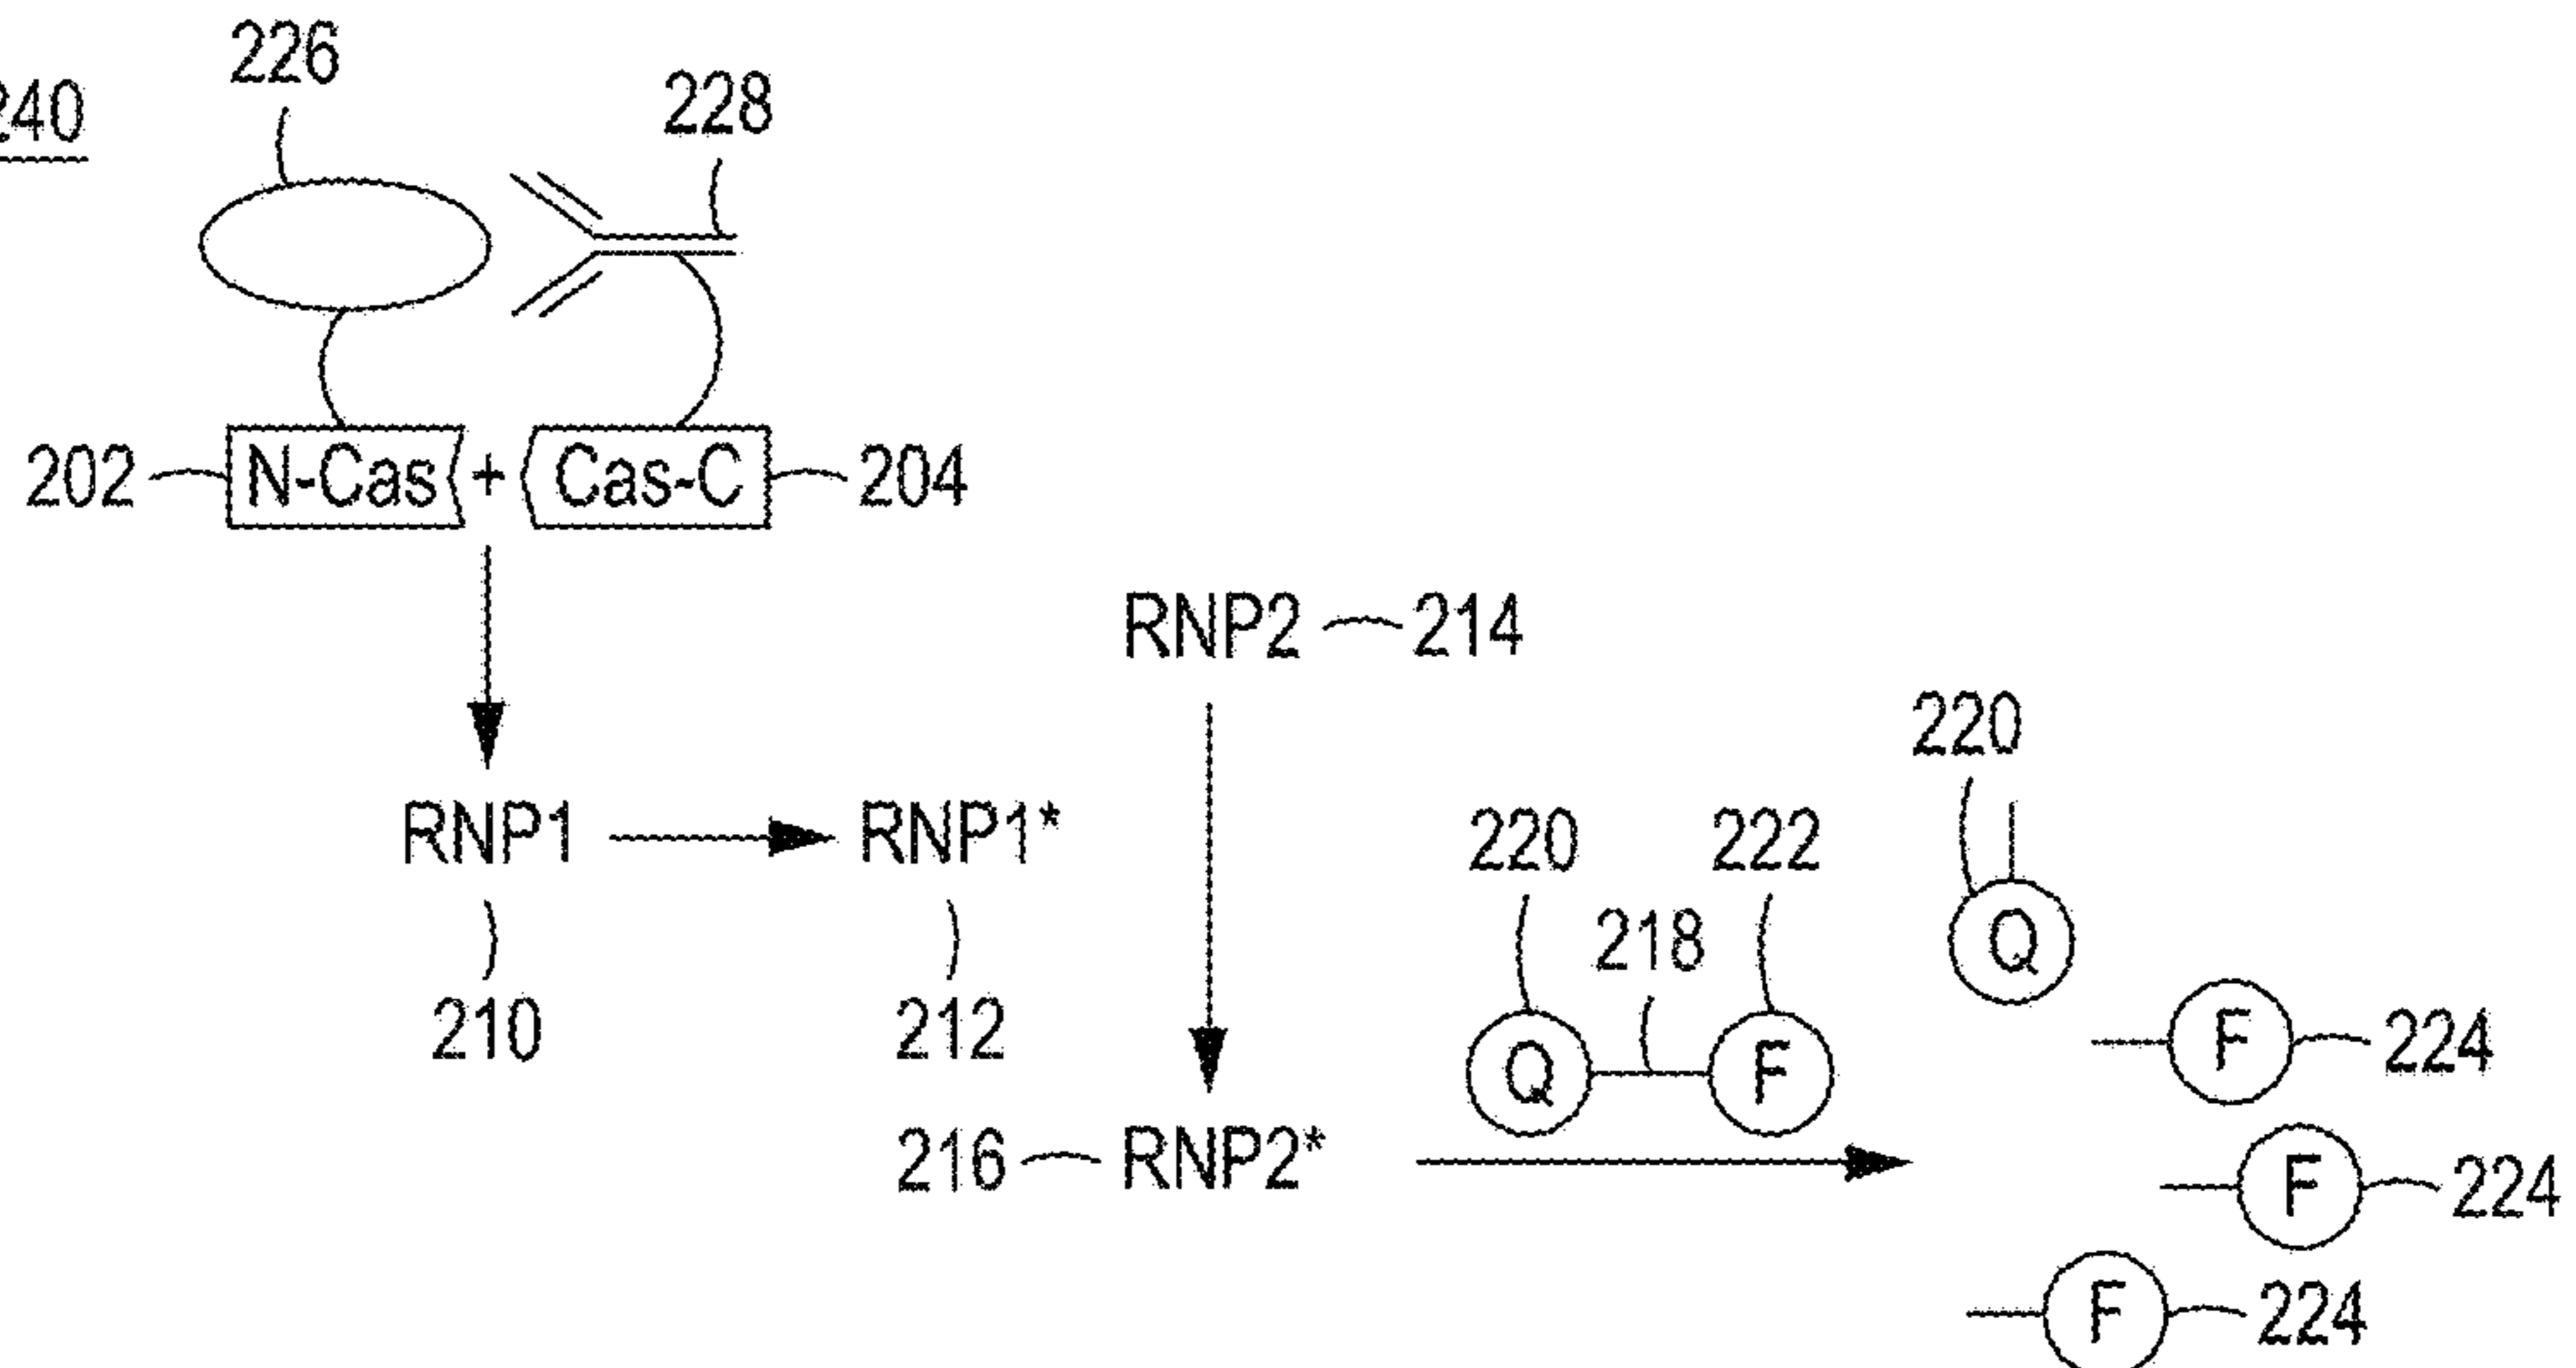 226
240
228
202 N-Cas + Cas-C 204
RNP2 214
220
RNP1 RNP1* 220 222
218
Q
210 212 Q F F 224
216 RNP2* F 224
F 224